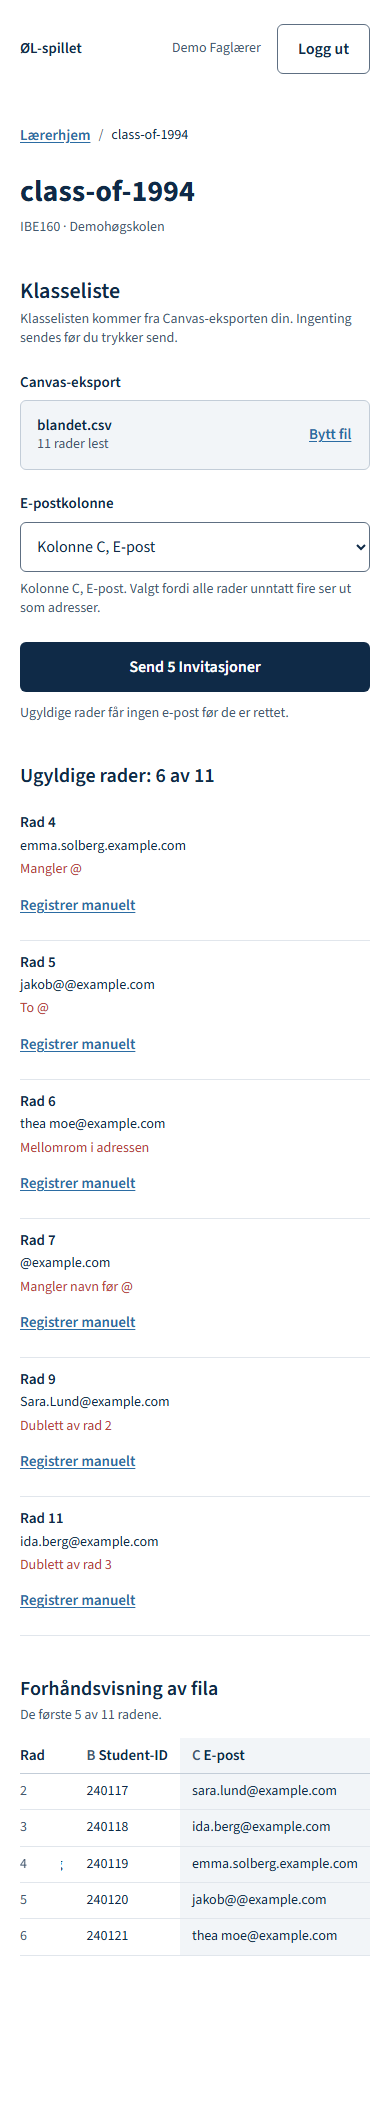 ØL-spillet Demo Faglærer Logg ut
Lærerhjem / class-of-1994
class-of-1994
IBE160 · Demohøgskolen
Klasseliste
Klasselisten kommer fra Canvas-eksporten din. Ingenting
sendes før du trykker send.
Canvas-eksport
blandet.csv
11 rader lest
Bytt fil
E-postkolonne
Kolonne C, E-post
Kolonne C, E-post. Valgt fordi alle rader unntatt fire ser ut
som adresser.
Send 5 Invitasjoner
Ugyldige rader får ingen e-post før de er rettet.
Ugyldige rader: 6 av 11
Rad 4
emma.solberg.example.com
Mangler @
Registrer manuelt
Rad 5
jakob@@example.com
To @
Registrer manuelt
Rad 6
thea moe@example.com
Mellomrom i adressen
Registrer manuelt
Rad 7
@example.com
Mangler navn før @
Registrer manuelt
Rad 9
Sara.Lund@example.com
Dublett av rad 2
Registrer manuelt
Rad 11
ida.berg@example.com
Dublett av rad 3
Registrer manuelt
Forhåndsvisning av fila
De første 5 av 11 radene.
Rad B Student-ID C E-post
2 240117 sara.lund@example.com
3 240118 ida.berg@example.com
4 240119 emma.solberg.example.com
5 240120 jakob@@example.com
6 240121 thea moe@example.com